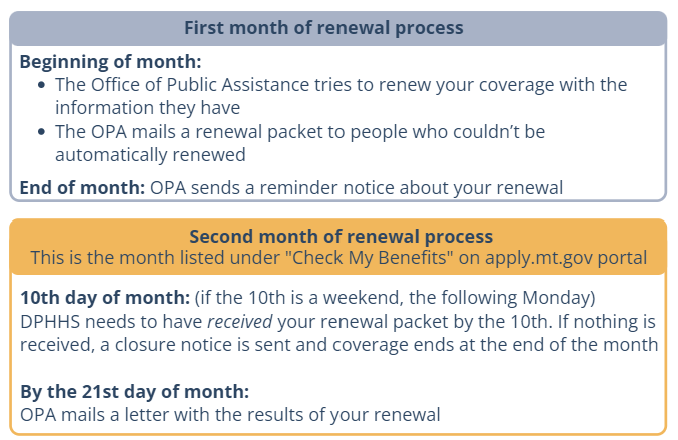 First month of renewal process
Beginning of month:
• The Office of Public Assistance tries to renew your coverage with the
information they have
• The OPA mails a renewal packet to people who couldn’t be
automatically renewed
End of month: OPA sends a reminder notice about your renewal
Second month of renewal process
This is the month listed under "Check My Benefits" on apply.mt.gov portal
10th day of month: (if the 10th is a weekend, the following Monday)
DPHHS needs to have received your renewal packet by the 10th. If nothing is
received, a closure notice is sent and coverage ends at the end of the month
By the 21st day of month:
OPA mails a letter with the results of your renewal